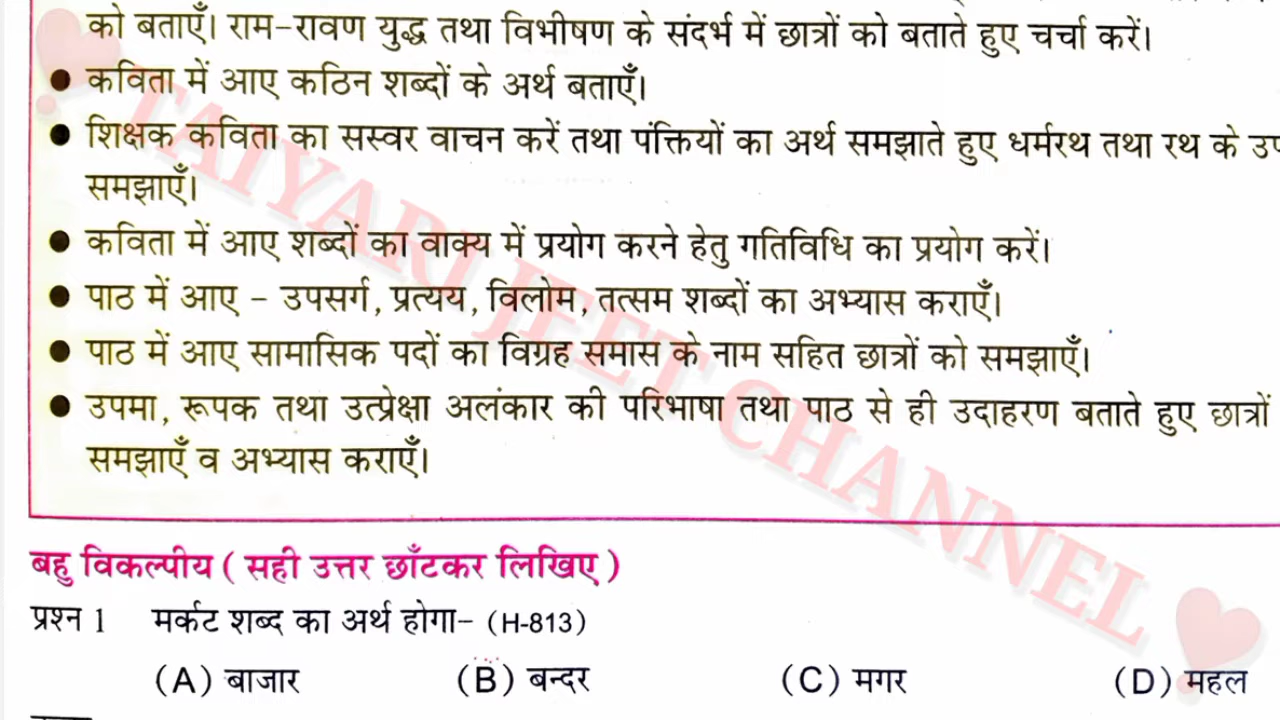 को बताएँ। राम-रावण युद्ध तथा विभीषण के संदर्भ में छात्रों को बताते हुए चर्चा करें।
● कविता में आए कठिन शब्दों के अर्थ बताएँ।
● शिक्षक कविता का सस्वर वाचन करें तथा पंक्तियों का अर्थ समझाते हुए धर्मरथ तथा रथ के
समझाएँ।
● कविता में आए शब्दों का वाक्य में प्रयोग करने हेतु गतिविधि का प्रयोग करें।
● पाठ में आए - उपसर्ग, प्रत्यय, विलोम, तत्सम शब्दों का अभ्यास कराएँ।
● पाठ में आए सामासिक पदों का विग्रह समास के नाम सहित छात्रों को समझाएँ।
● उपमा, रूपक तथा उत्प्रेक्षा अलंकार की परिभाषा तथा पाठ से ही उदाहरण बताते हुए छात्रों
समझाएँ व अभ्यास कराएँ।
TAIYARI JEET CHANNEL
बहु विकल्पीय ( सही उत्तर छाँटकर लिखिए )
प्रश्न 1 मर्कट शब्द का अर्थ होगा- (H-813)
(A) बाजार (B) बन्दर (C) मगर (D) महल